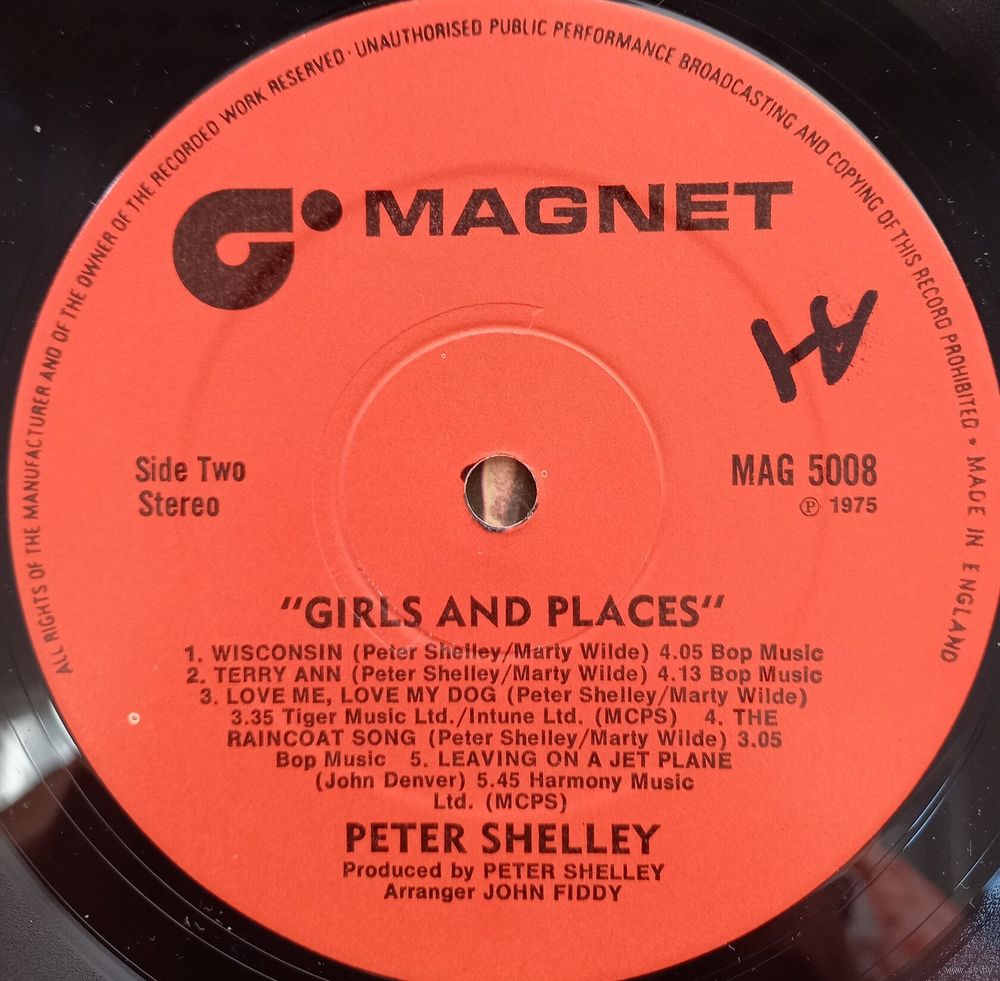 ALL RIGHTS OF THE MANUFACTURER AND OF THE OWNER OF THE RECORDED WORK RESERVED · UNAUTHORISED PUBLIC PERFORMANCE BROADCASTING AND COPYING OF THIS RECORD PROHIBITED • MADE IN ENGLAND
MAGNET
Side Two
Stereo
MAG 5008
℗ 1975
"GIRLS AND PLACES"
1. WISCONSIN (Peter Shelley/Marty Wilde) 4.05 Bop Music
2. TERRY ANN (Peter Shelley/Marty Wilde) 4.13 Bop Music
3. LOVE ME, LOVE MY DOG (Peter Shelley/Marty Wilde)
3.35 Tiger Music Ltd./Intune Ltd. (MCPS) 4. THE
RAINCOAT SONG (Peter Shelley/Marty Wilde) 3.05
Bop Music 5. LEAVING ON A JET PLANE
(John Denver) 5.45 Harmony Music
Ltd. (MCPS)
PETER SHELLEY
Produced by PETER SHELLEY
Arranger JOHN FIDDY